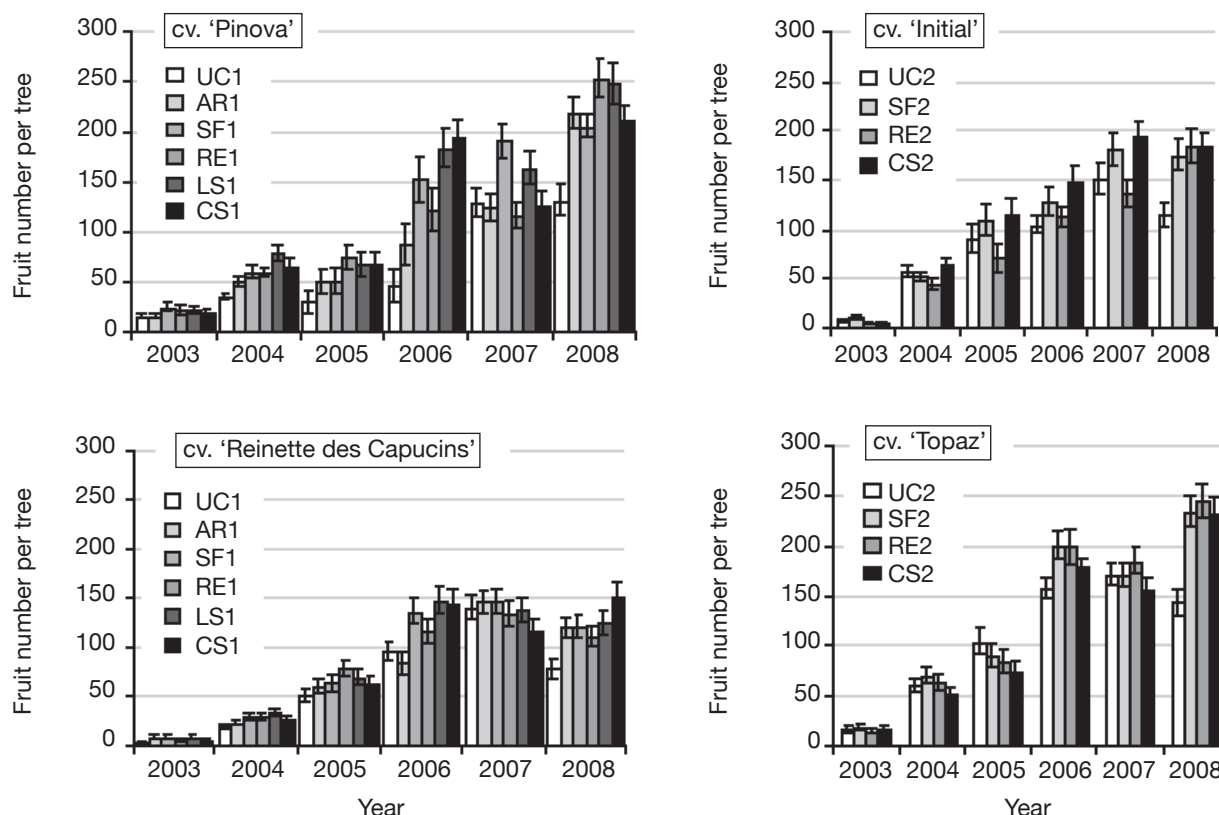 cv. 'Pinova'
Fruit number per tree
300
250
200
150
100
50
0
UC1
AR1
SF1
RE1
LS1
CS1
2003 2004 2005 2006 2007 2008
cv. 'Initial'
Fruit number per tree
300
250
200
150
100
50
0
UC2
SF2
RE2
CS2
2003 2004 2005 2006 2007 2008
cv. 'Reinette des Capucins'
Fruit number per tree
300
250
200
150
100
50
0
UC1
AR1
SF1
RE1
LS1
CS1
2003 2004 2005 2006 2007 2008
Year
cv. 'Topaz'
Fruit number per tree
300
250
200
150
100
50
0
UC2
SF2
RE2
CS2
2003 2004 2005 2006 2007 2008
Year